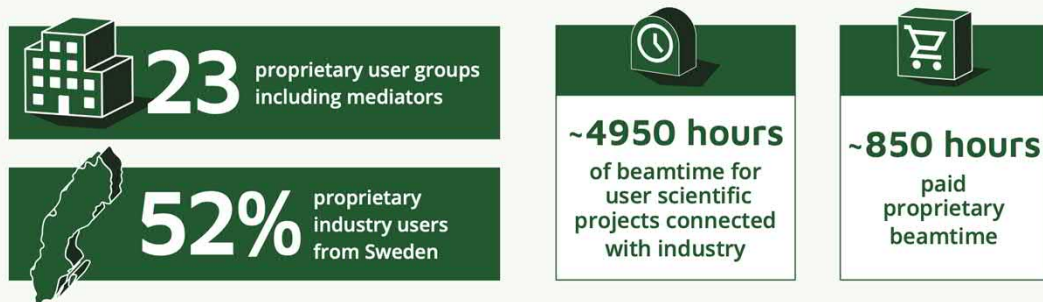 23
proprietary user groups
including mediators
52%
proprietary
industry users
from Sweden
~4950 hours
of beamtime for
user scientific
projects connected
with industry
~850 hours
paid
proprietary
beamtime